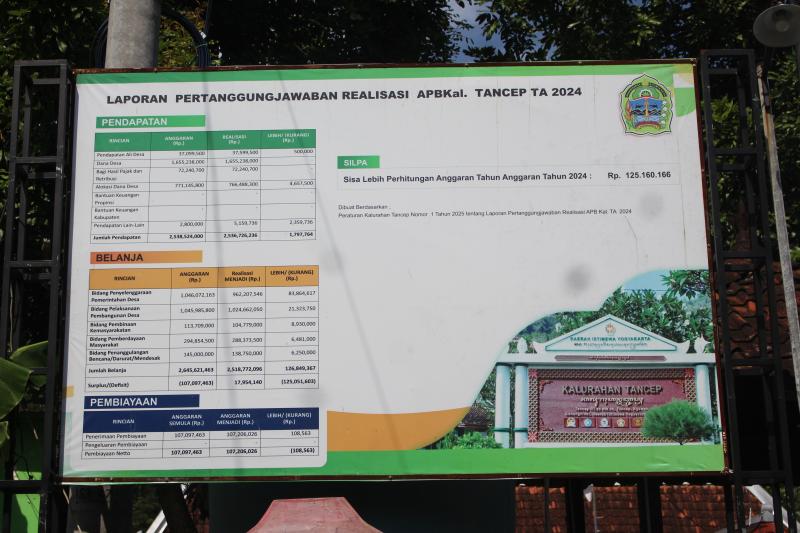 LAPORAN PERTANGGUNGJAWABAN REALISASI APBKal. TANCEP TA 2024
PENDAPATAN
RINCIAN ANGGARAN (Rp.) REALISASI (Rp.) LEBIH/ (KURANG) (Rp.)
Pendapatan Ali Desa 37,099,500 37,599,500 500,000
Dana Desa 1,655,238,000 1,655,238,000 -
Bagi Hasil Pajak dan Retribusi 72,240,700 72,240,700
Alokasi Dana Desa 771,145,800 766,488,300 4,657,500
Bantuan Keuangan Propinsi - -
Bantuan Keuangan Kabupaten - -
Pendapatan Lain-Lain 2,800,000 5,159,736 2,359,736
Jumlah Pendapatan 2,538,524,000 2,536,726,236 1,797,764
BELANJA
RINCIAN ANGGARAN (Rp.) Realisasi MENJADI (Rp.) LEBIH/ (KURANG) (Rp.)
Bidang Penyelenggaraan Pemerintahan Desa 1,046,072,163 962,207,546 83,864,617
Bidang Pelaksanaan Pembangunan Desa 1,045,985,800 1,024,662,050 21,323,750
Bidang Pembinaan Kemasyarakatan 113,709,000 104,779,000 8,930,000
Bidang Pemberdayaan Masyarakat 294,854,500 288,373,500 6,481,000
Bidang Penanggulangan Bencana/Darurat/Mendesak 145,000,000 138,750,000 6,250,000
Jumlah Belanja 2,645,621,463 2,518,772,096 126,849,367
Surplus/(Defisit) (107,097,463) 17,954,140 (125,051,603)
PEMBIAYAAN
RINCIAN ANGGARAN SEMULA (Rp.) ANGGARAN MENJADI (Rp.) LEBIH/ (KURANG) (Rp.)
Penerimaan Pembiayaan 107,097,463 107,206,026 108,563
Pengeluaran Pembiayaan - -
Pembiayaan Netto 107,097,463 107,206,026 (108,563)
SILPA
Sisa Lebih Perhitungan Anggaran Tahun Anggaran Tahun 2024 : Rp. 125.160.166
Dibuat Berdasarkan :
Peraturan Kalurahan Tancep Nomor 1 Tahun 2025 tentang Laporan Pertanggungjawaban Realisasi APB Kal. TA 2024
DAERAH ISTIMEWA YOGYAKARTA
KALURAHAN TANCEP